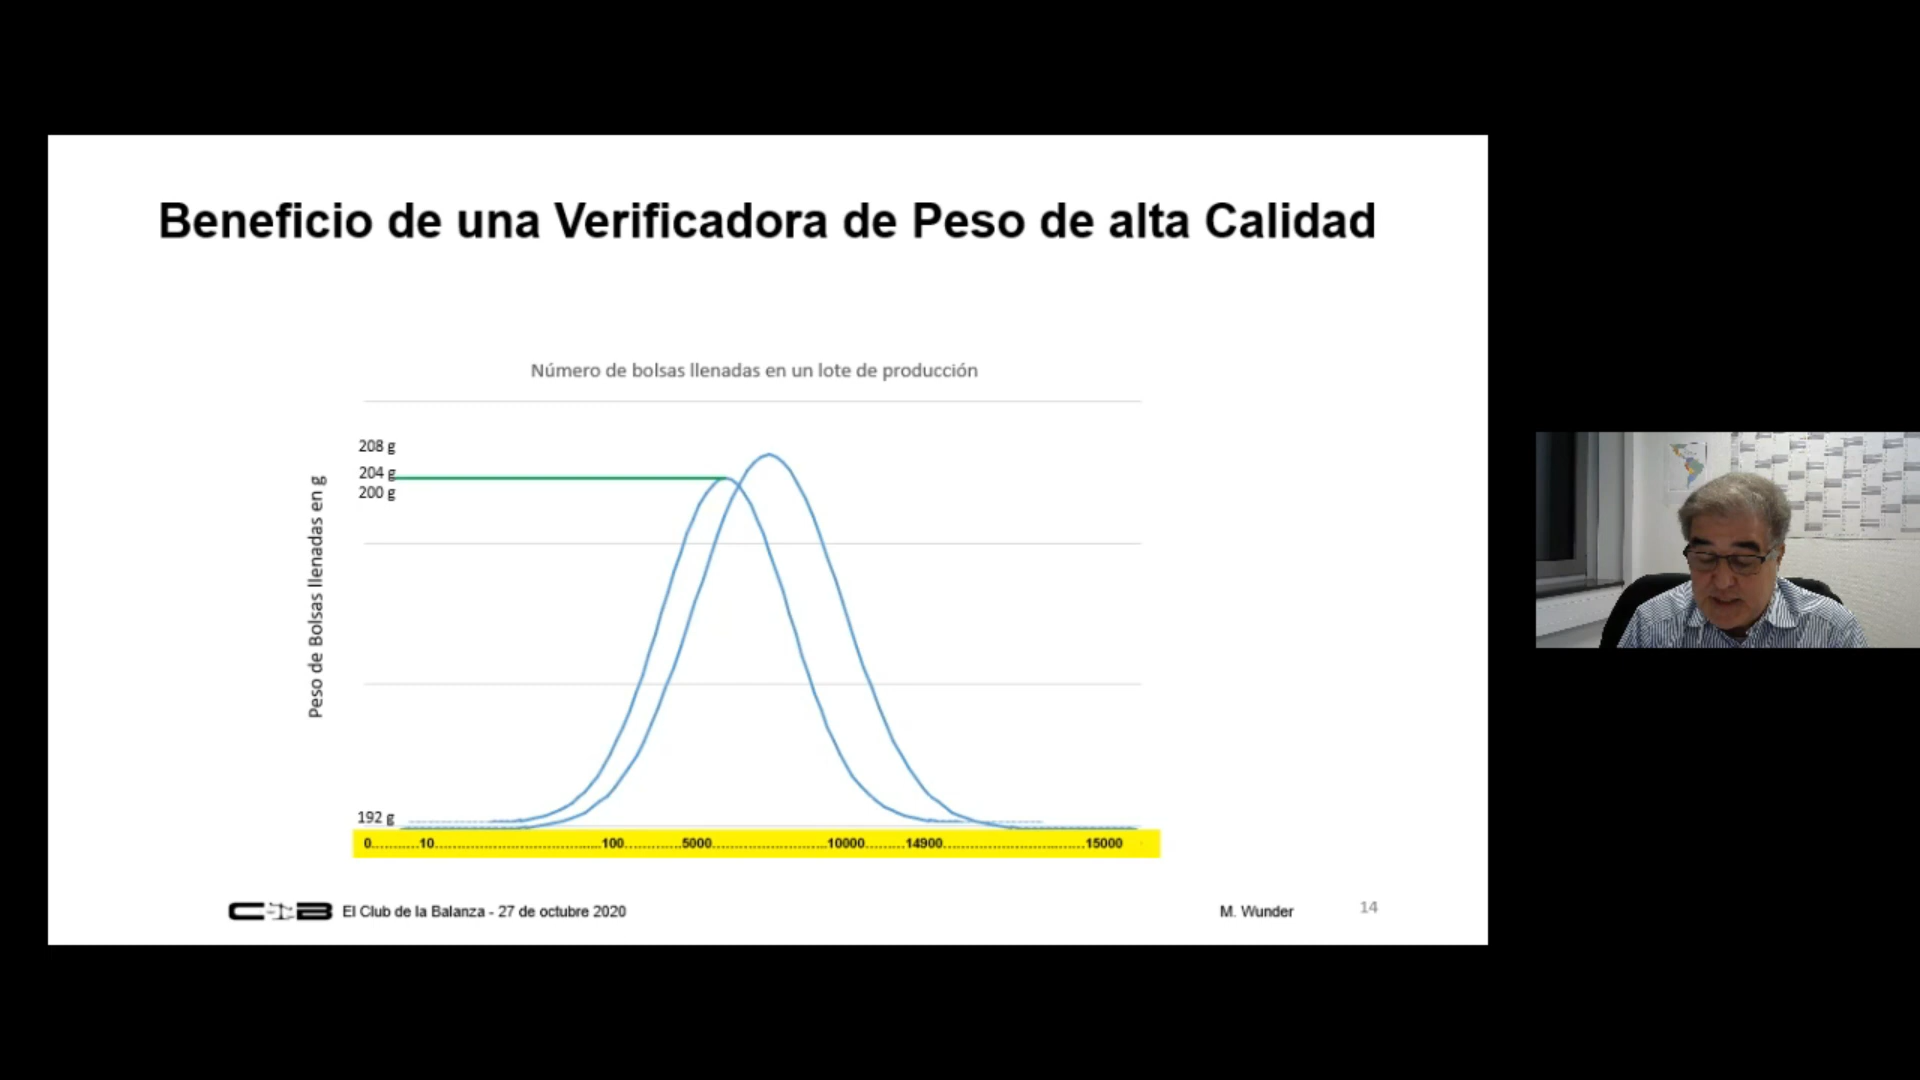 Beneficio de una Verificadora de Peso de alta Calidad
Número de bolsas llenadas en un lote de producción
208 g
204 g
200 g
Peso de Bolsas llenadas en g
192 g
0..........10...................................100............5000........................10000........14900..............................15000
CB El Club de la Balanza - 27 de octubre 2020
M. Wunder
14